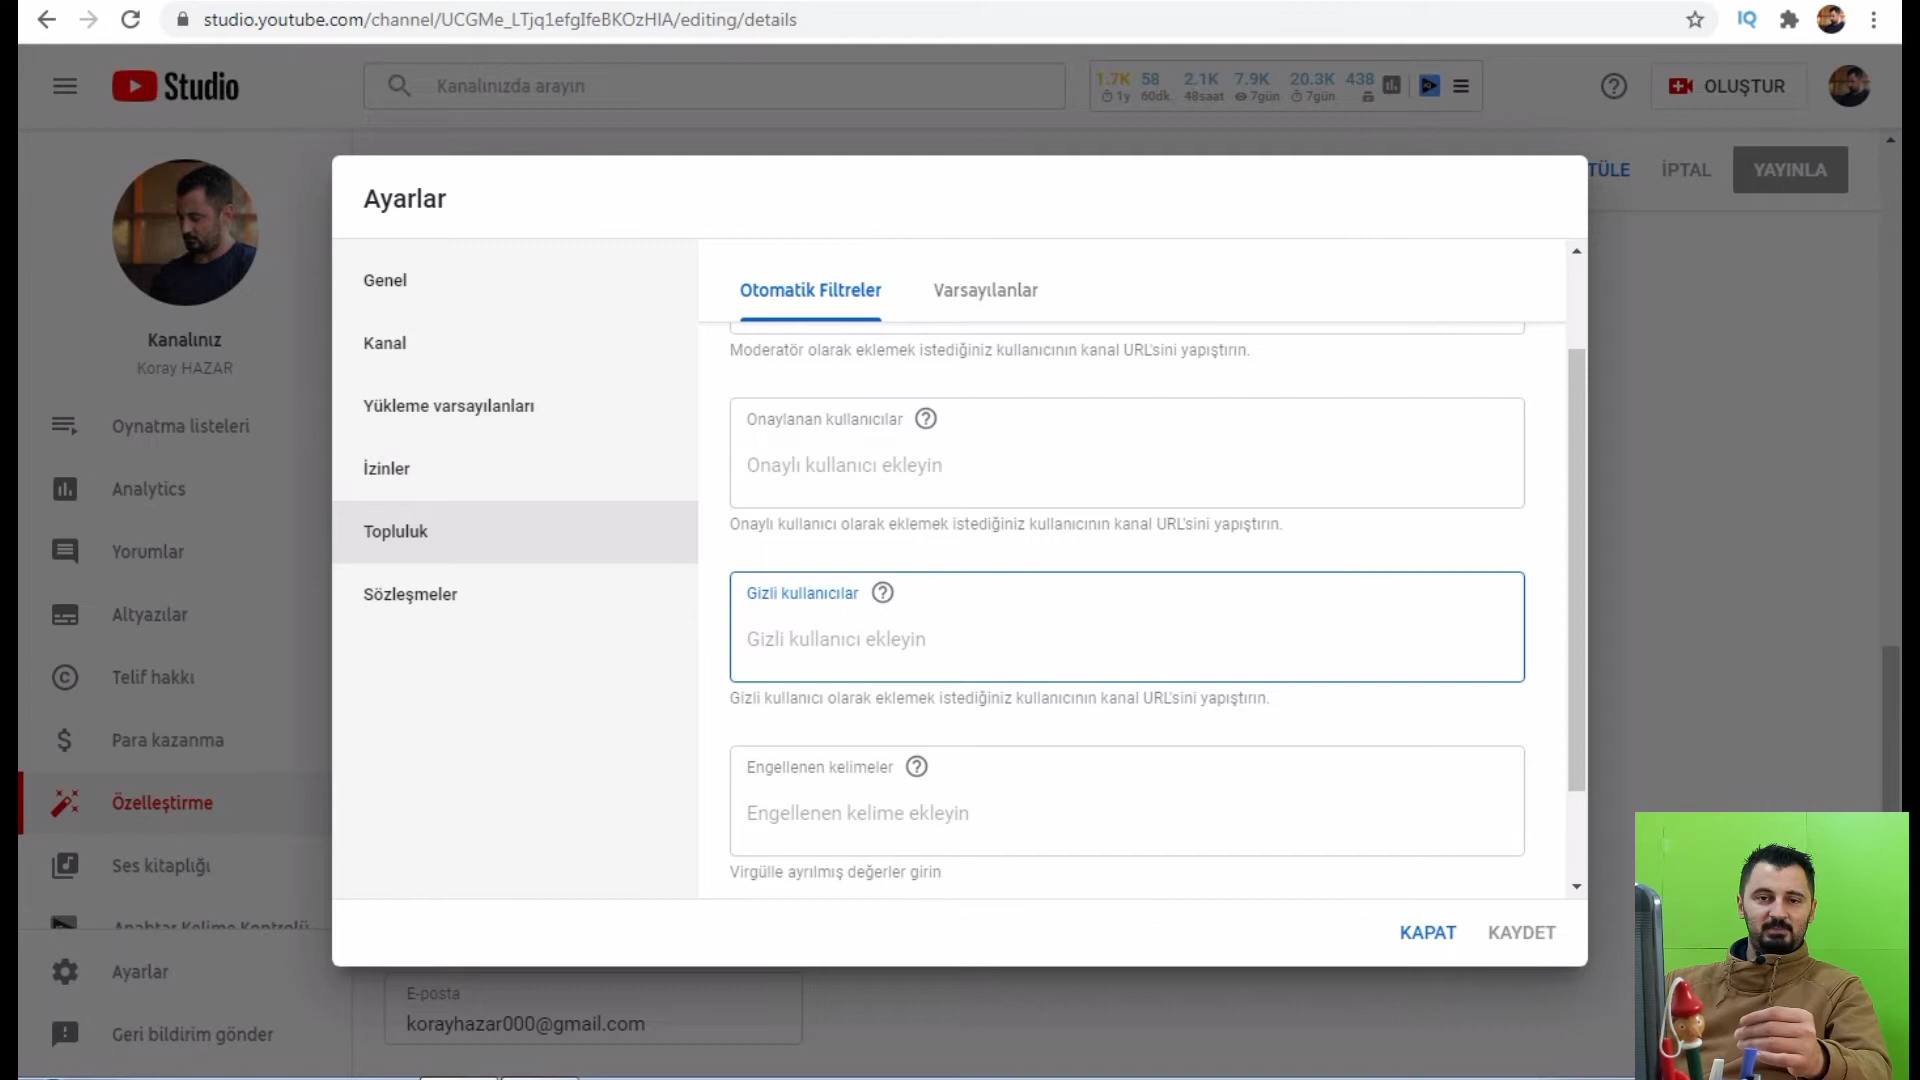 studio.youtube.com/channel/UCGMe_LTjq1efgIfeBKOzHIA/editing/details
IQ
Studio
Kanalınızda arayın
1.7K 58 2.1K 7.9K 20.3K 438
1y 60dk. 48saat 7gün 7gün
OLUŞTUR
TÜLE İPTAL YAYINLA
Kanalınız
Koray HAZAR
Oynatma listeleri
Analytics
Yorumlar
Altyazılar
Telif hakkı
Para kazanma
Özelleştirme
Ses kitaplığı
Anahtar Kelime Kontrolü
Ayarlar
Geri bildirim gönder
Ayarlar
Genel
Kanal
Yükleme varsayılanları
İzinler
Topluluk
Sözleşmeler
Otomatik Filtreler Varsayılanlar
Moderatör olarak eklemek istediğiniz kullanıcının kanal URL'sini yapıştırın.
Onaylanan kullanıcılar
Onaylı kullanıcı ekleyin
Onaylı kullanıcı olarak eklemek istediğiniz kullanıcının kanal URL'sini yapıştırın.
Gizli kullanıcılar
Gizli kullanıcı ekleyin
Gizli kullanıcı olarak eklemek istediğiniz kullanıcının kanal URL'sini yapıştırın.
Engellenen kelimeler
Engellenen kelime ekleyin
Virgülle ayrılmış değerler girin
KAPAT KAYDET
E-posta
korayhazar000@gmail.com